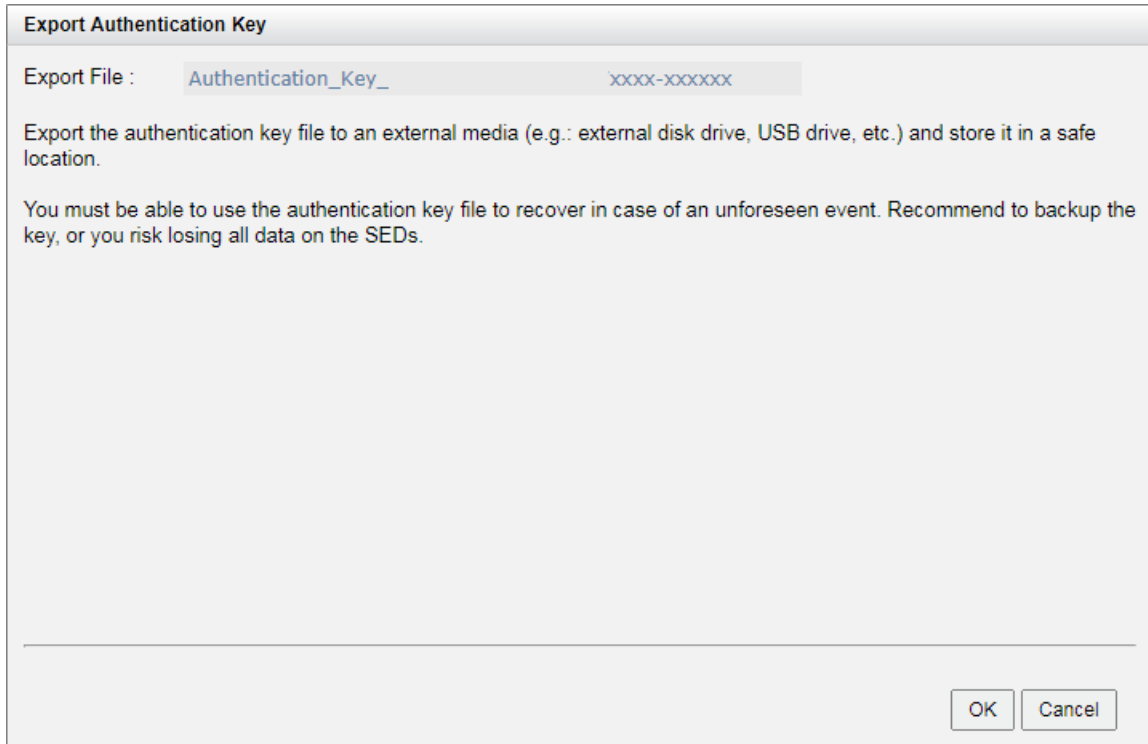 Export Authentication Key
Export File : Authentication_Key_ xxxx-xxxxxx
Export the authentication key file to an external media (e.g.: external disk drive, USB drive, etc.) and store it in a safe
location.
You must be able to use the authentication key file to recover in case of an unforeseen event. Recommend to backup the
key, or you risk losing all data on the SEDs.
OK Cancel